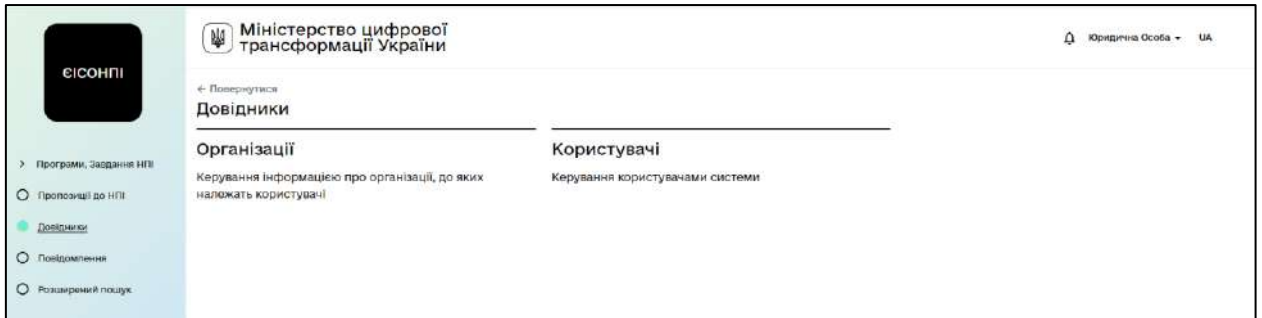 ЄІСОНПІ
Програми, Завдання НПІ
Пропозиції до НПІ
Довідники
Повідомлення
Розширений пошук
Міністерство цифрової
трансформації України
Юридична Особа
UA
← Повернутися
Довідники
Організації
Керування інформацією про організації, до яких
належать користувачі
Користувачі
Керування користувачами системи